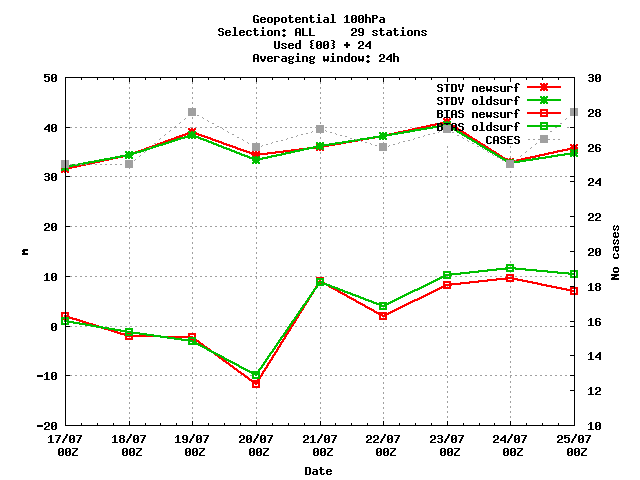 Geopotential 100hPa
Selection: ALL 29 stations
Used {00} + 24
Averaging window: 24h
50 30
STDV newsurf
STDV oldsurf
28
BIAS newsurf
40 BIAS oldsurf
CASES 26
30
24
20 22
No cases
m 20
10
18
0 16
14
-10
12
-20 10
17/07 18/07 19/07 20/07 21/07 22/07 23/07 24/07 25/07
00Z 00Z 00Z 00Z 00Z 00Z 00Z 00Z 00Z
Date